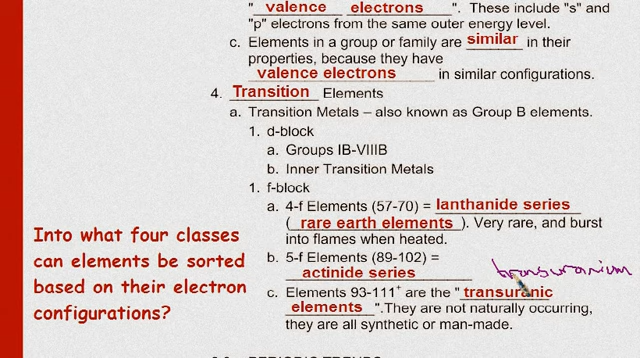 " valence electrons ". These include "s" and
"p" electrons from the same outer energy level.
c. Elements in a group or family are similar in their
properties, because they have
valence electrons in similar configurations.
4. Transition Elements
a. Transition Metals – also known as Group B elements.
1. d-block
a. Groups IB-VIIIB
b. Inner Transition Metals
1. f-block
a. 4-f Elements (57-70) = lanthanide series
( rare earth elements ). Very rare, and burst
into flames when heated.
b. 5-f Elements (89-102) =
actinide series
transuranium
c. Elements 93-111+ are the " transuranic
elements ".They are not naturally occurring,
they are all synthetic or man-made.
Into what four classes
can elements be sorted
based on their electron
configurations?